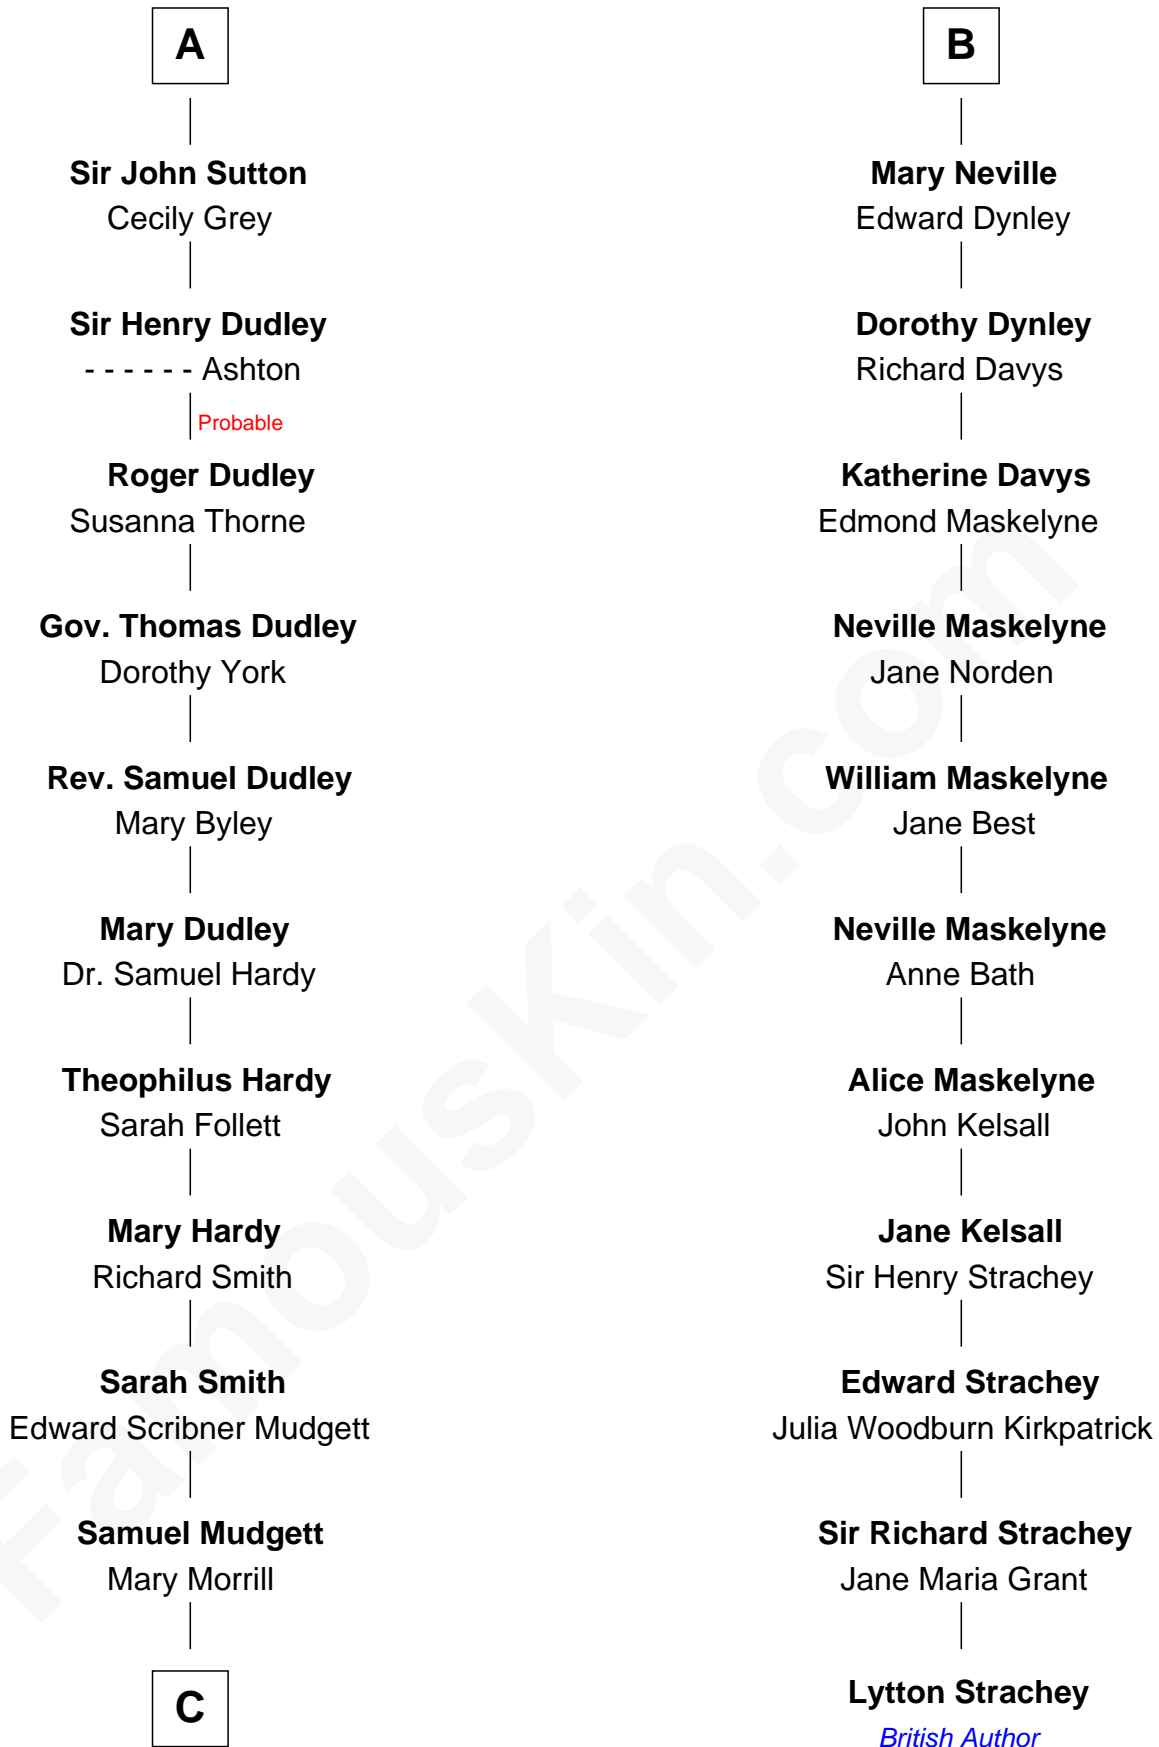 A
Sir John Sutton
Cecily Grey
Sir Henry Dudley
- - - - - - Ashton
Probable
Roger Dudley
Susanna Thorne
Gov. Thomas Dudley
Dorothy York
Rev. Samuel Dudley
Mary Byley
Mary Dudley
Dr. Samuel Hardy
Theophilus Hardy
Sarah Follett
Mary Hardy
Richard Smith
Sarah Smith
Edward Scribner Mudgett
Samuel Mudgett
Mary Morrill
C
B
Mary Neville
Edward Dynley
Dorothy Dynley
Richard Davys
Katherine Davys
Edmond Maskelyne
Neville Maskelyne
Jane Norden
William Maskelyne
Jane Best
Neville Maskelyne
Anne Bath
Alice Maskelyne
John Kelsall
Jane Kelsall
Sir Henry Strachey
Edward Strachey
Julia Woodburn Kirkpatrick
Sir Richard Strachey
Jane Maria Grant
Lytton Strachey
British Author
FamousKin.com